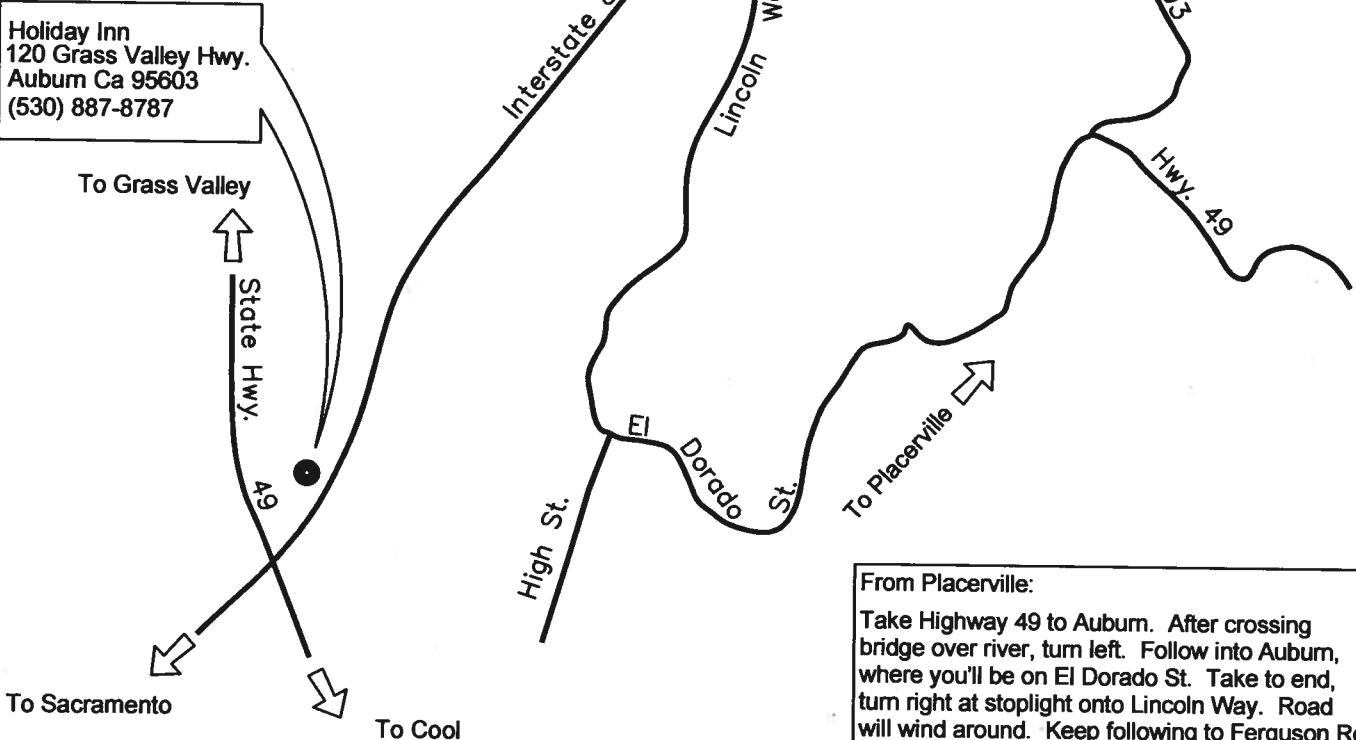 Holiday Inn
120 Grass Valley Hwy.
Auburn Ca 95603
(530) 887-8787
To Grass Valley
State Hwy. 49
Interstate
Lincoln
Hwy. 49
El Dorado St.
High St.
To Placerville
To Sacramento
To Cool
From Placerville:
Take Highway 49 to Auburn. After crossing
bridge over river, turn left. Follow into Auburn,
where you'll be on El Dorado St. Take to end,
turn right at stoplight onto Lincoln Way. Road
will wind around. Keep following to Ferguson